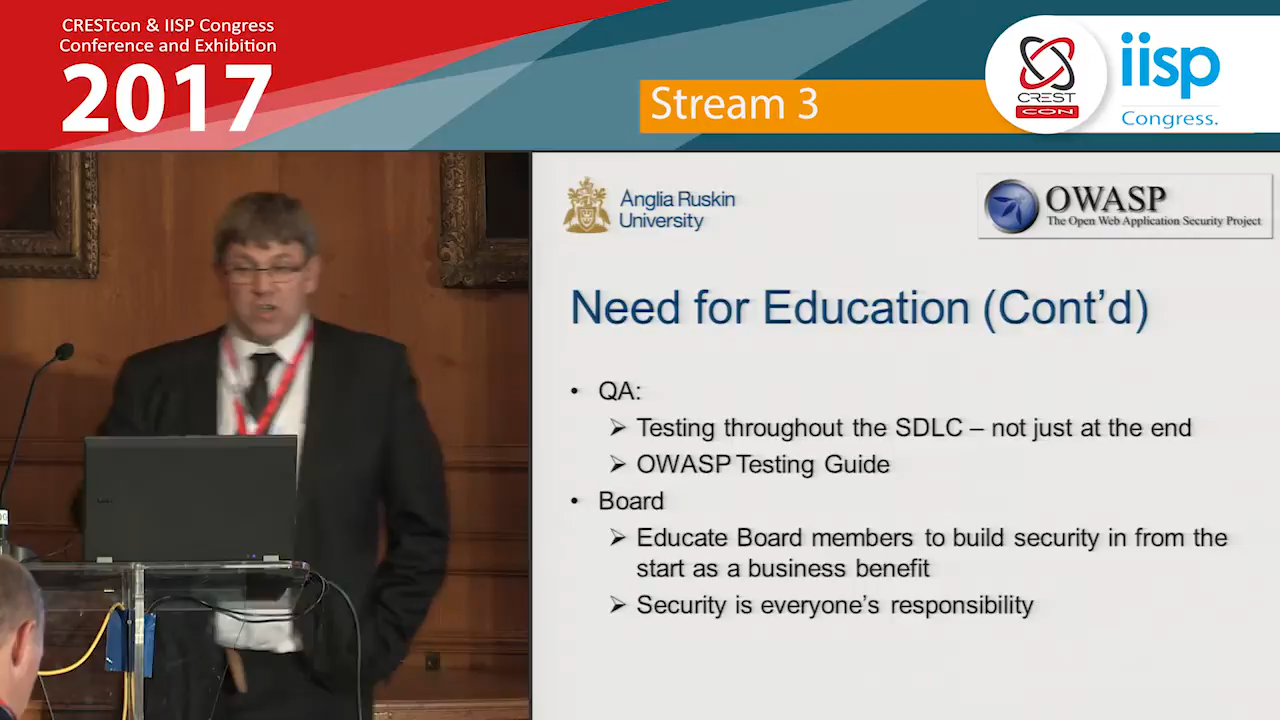 CRESTcon & IISP Congress
Conference and Exhibition
2017
Stream 3
CREST
CON
iisp
Congress.
Anglia Ruskin
University
OWASP
The Open Web Application Security Project
Need for Education (Cont'd)
• QA:
➢ Testing throughout the SDLC – not just at the end
➢ OWASP Testing Guide
• Board
➢ Educate Board members to build security in from the
start as a business benefit
➢ Security is everyone's responsibility